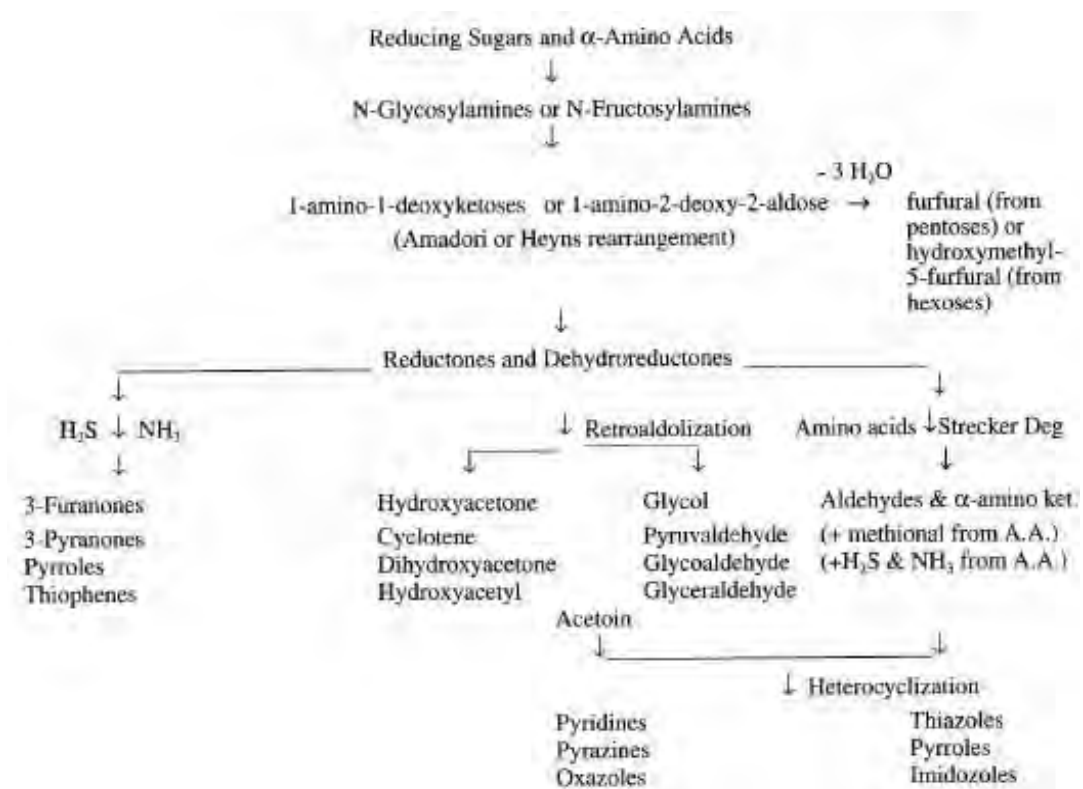 Reducing Sugars and α-Amino Acids
↓
N-Glycosylamines or N-Fructosylamines
↓
- 3 H₂O
1-amino-1-deoxyketoses or 1-amino-2-deoxy-2-aldose → furfural (from
(Amadori or Heyns rearrangement)
pentoses) or
hydroxymethyl-
5-furfural (from
hexoses)
↓
Reductones and Dehydroreductones
↓ ↓
H₂S ↓ NH₃
↓ Retroaldolization
Amino acids ↓ Strecker Deg
↓ ↓ ↓ ↓
3-Furanones
3-Pyranones
Pyrroles
Thiophenes
Hydroxyacetone
Cyclotene
Dihydroxyacetone
Hydroxyacetyl
Glycol
Pyruvaldehyde
Glycoaldehyde
Glyceraldehyde
Aldehydes & α-amino ket.
(+ methional from A.A.)
(+H₂S & NH₃ from A.A.)
Acetoin
↓ ↓
↓ Heterocyclization
Pyridines
Pyrazines
Oxazoles
Thiazoles
Pyrroles
Imidozoles